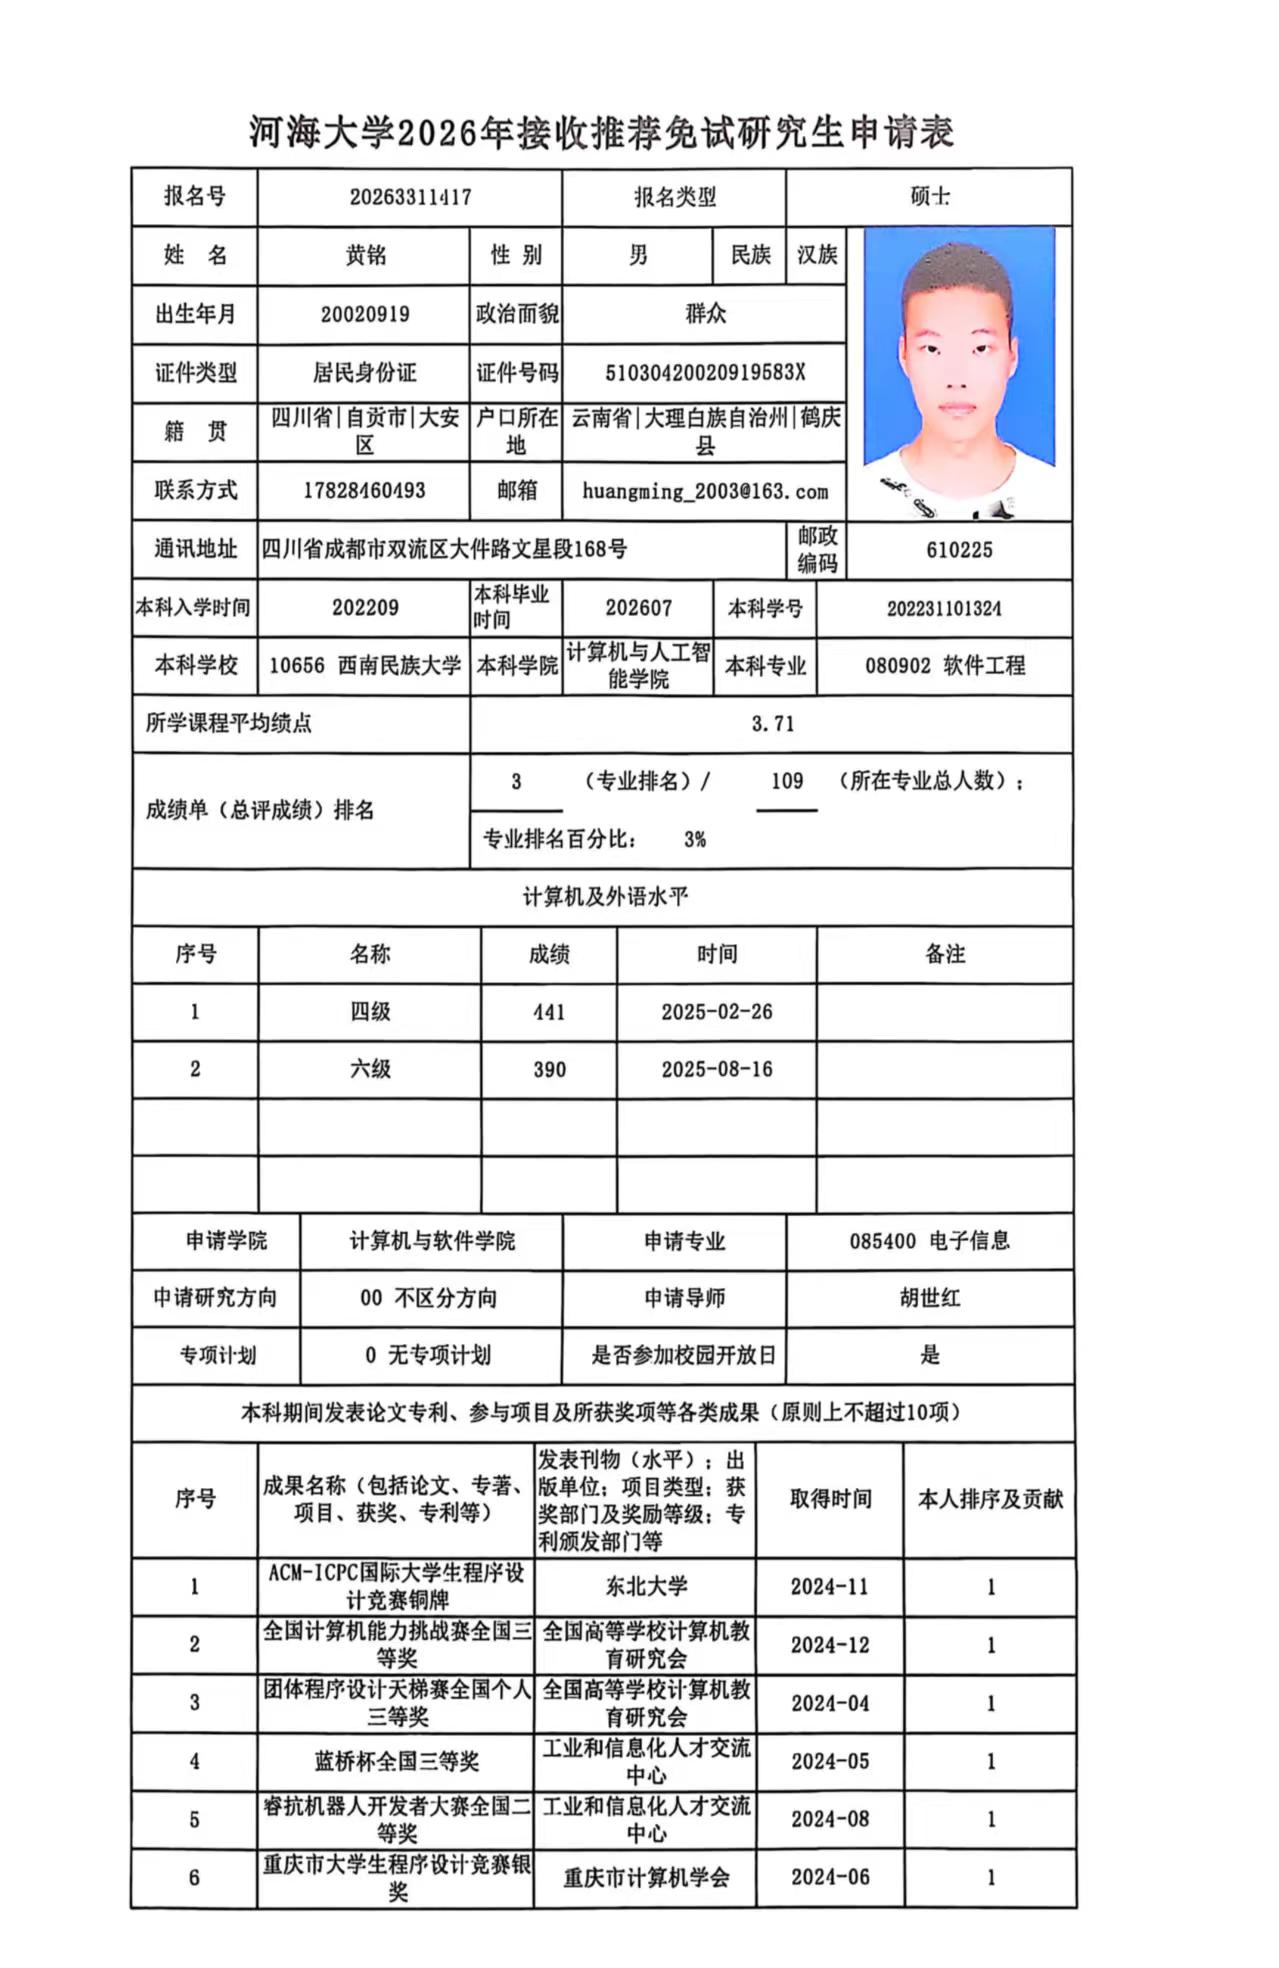 河海大学2026年接收推荐免试研究生申请表
报名号 20263311417 报名类型 硕士
姓 名 黄铭 性 别 男 民族 汉族
出生年月 20020919 政治面貌 群众
证件类型 居民身份证 证件号码 51030420020919583X
籍 贯 四川省|自贡市|大安区 户口所在地 云南省|大理白族自治州|鹤庆县
联系方式 17828460493 邮箱 huangming_2003@163.com
通讯地址 四川省成都市双流区大件路文星段168号 邮政编码 610225
本科入学时间 202209 本科毕业时间 202607 本科学号 202231101324
本科学校 10656 西南民族大学 本科学院 计算机与人工智能学院 本科专业 080902 软件工程
所学课程平均绩点 3.71
成绩单（总评成绩）排名 3 （专业排名）/ 109 （所在专业总人数）；
专业排名百分比： 3%
计算机及外语水平
序号 名称 成绩 时间 备注
1 四级 441 2025-02-26
2 六级 390 2025-08-16
申请学院 计算机与软件学院 申请专业 085400 电子信息
申请研究方向 00 不区分方向 申请导师 胡世红
专项计划 0 无专项计划 是否参加校园开放日 是
本科期间发表论文专利、参与项目及所获奖项等各类成果（原则上不超过10项）
序号 成果名称（包括论文、专著、项目、获奖、专利等） 发表刊物（水平）；出版单位；项目类型；获奖部门及奖励等级；专利颁发部门等 取得时间 本人排序及贡献
1 ACM-ICPC国际大学生程序设计竞赛铜牌 东北大学 2024-11 1
2 全国计算机能力挑战赛全国三等奖 全国高等学校计算机教育研究会 2024-12 1
3 团体程序设计天梯赛全国个人三等奖 全国高等学校计算机教育研究会 2024-04 1
4 蓝桥杯全国三等奖 工业和信息化人才交流中心 2024-05 1
5 睿抗机器人开发者大赛全国二等奖 工业和信息化人才交流中心 2024-08 1
6 重庆市大学生程序设计竞赛银奖 重庆市计算机学会 2024-06 1